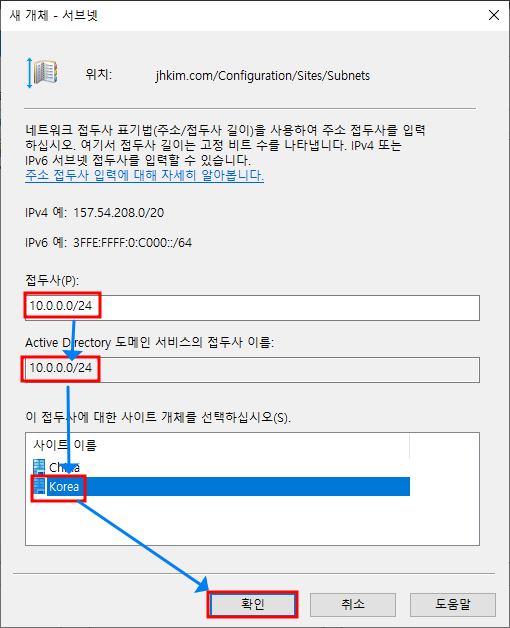 새 개체 - 서브넷
위치: jhkim.com/Configuration/Sites/Subnets
네트워크 접두사 표기법(주소/접두사 길이)을 사용하여 주소 접두사를 입력
하십시오. 여기서 접두사 길이는 고정 비트 수를 나타냅니다. IPv4 또는
IPv6 서브넷 접두사를 입력할 수 있습니다.
주소 접두사 입력에 대해 자세히 알아봅니다.
IPv4 예: 157.54.208.0/20
IPv6 예: 3FFE:FFFF:0:C000::/64
접두사(P):
10.0.0.0/24
Active Directory 도메인 서비스의 접두사 이름:
10.0.0.0/24
이 접두사에 대한 사이트 개체를 선택하십시오(S).
사이트 이름
China
Korea
확인 취소 도움말